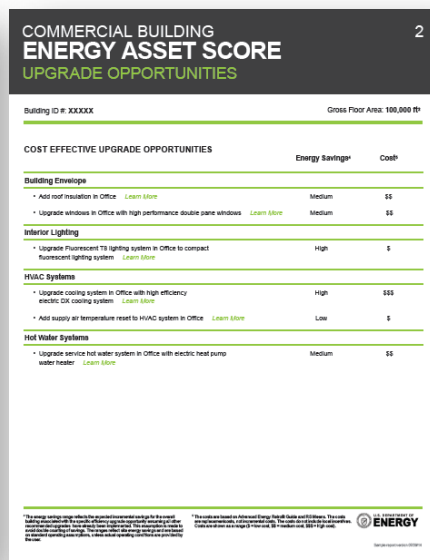 COMMERCIAL BUILDING 2
ENERGY ASSET SCORE
UPGRADE OPPORTUNITIES
Building ID #: XXXXX Gross Floor Area: 100,000 ft²
COST EFFECTIVE UPGRADE OPPORTUNITIES
Energy Savings Cost
Building Envelope
• Add roof insulation in Office Learn More Medium $$
• Upgrade windows in Office with high performance double pane windows Learn More Medium $$
Interior Lighting
• Upgrade Fluorescent T8 lighting system in Office to compact High $
fluorescent lighting system Learn More
HVAC Systems
• Upgrade cooling system in Office with high efficiency High $$$
electric DX cooling system Learn More
• Add supply air temperature reset to HVAC system in Office Learn More Low $
Hot Water Systems
• Upgrade service hot water system in Office with electric heat pump Medium $$
water heater Learn More
U.S. DEPARTMENT OF
ENERGY